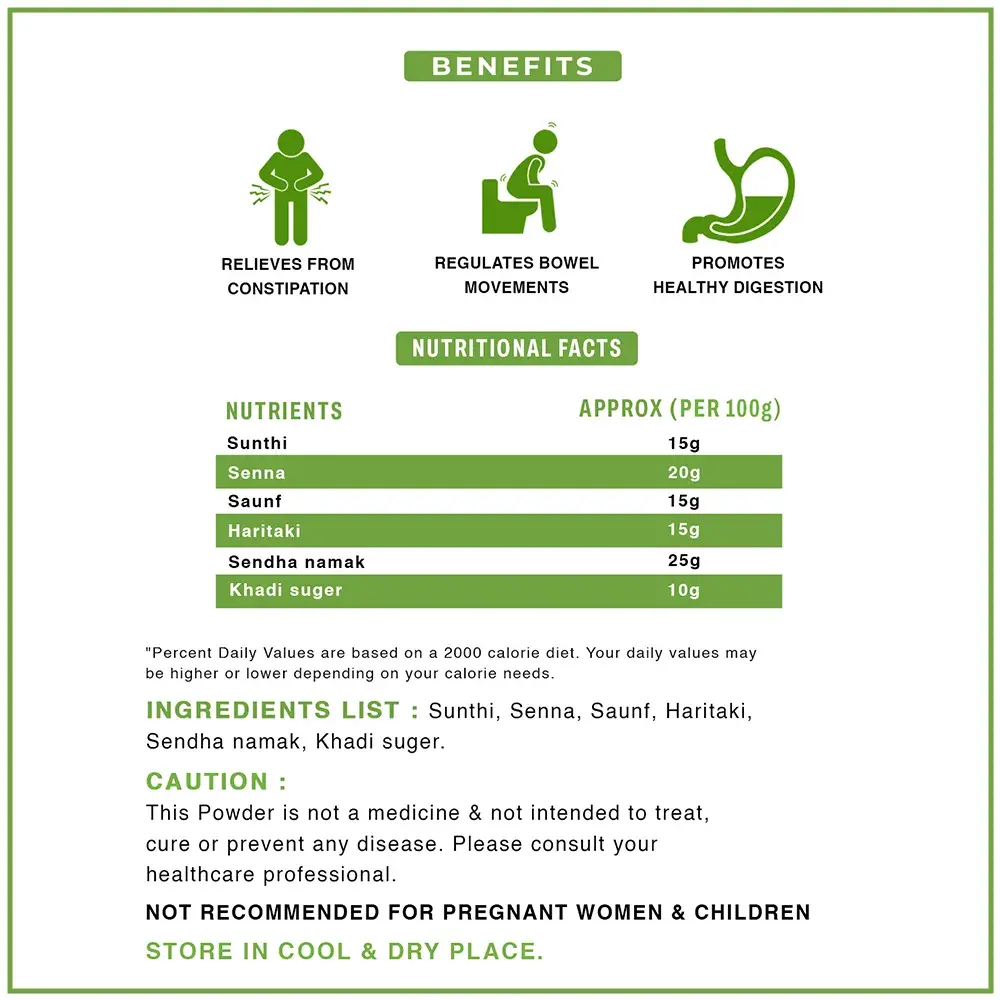 BENEFITS
RELIEVES FROM
CONSTIPATION
REGULATES BOWEL
MOVEMENTS
PROMOTES
HEALTHY DIGESTION
NUTRITIONAL FACTS
NUTRIENTS APPROX (PER 100g)
Sunthi 15g
Senna 20g
Saunf 15g
Haritaki 15g
Sendha namak 25g
Khadi suger 10g
"Percent Daily Values are based on a 2000 calorie diet. Your daily values may
be higher or lower depending on your calorie needs.
INGREDIENTS LIST : Sunthi, Senna, Saunf, Haritaki,
Sendha namak, Khadi suger.
CAUTION :
This Powder is not a medicine & not intended to treat,
cure or prevent any disease. Please consult your
healthcare professional.
NOT RECOMMENDED FOR PREGNANT WOMEN & CHILDREN
STORE IN COOL & DRY PLACE.